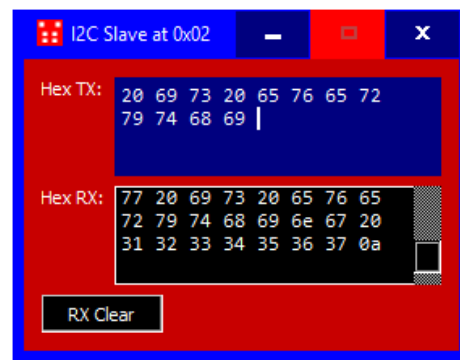 I2C Slave at 0x02
Hex TX:
20 69 73 20 65 76 65 72
79 74 68 69
Hex RX:
77 20 69 73 20 65 76 65
72 79 74 68 69 6e 67 20
31 32 33 34 35 36 37 0a
RX Clear